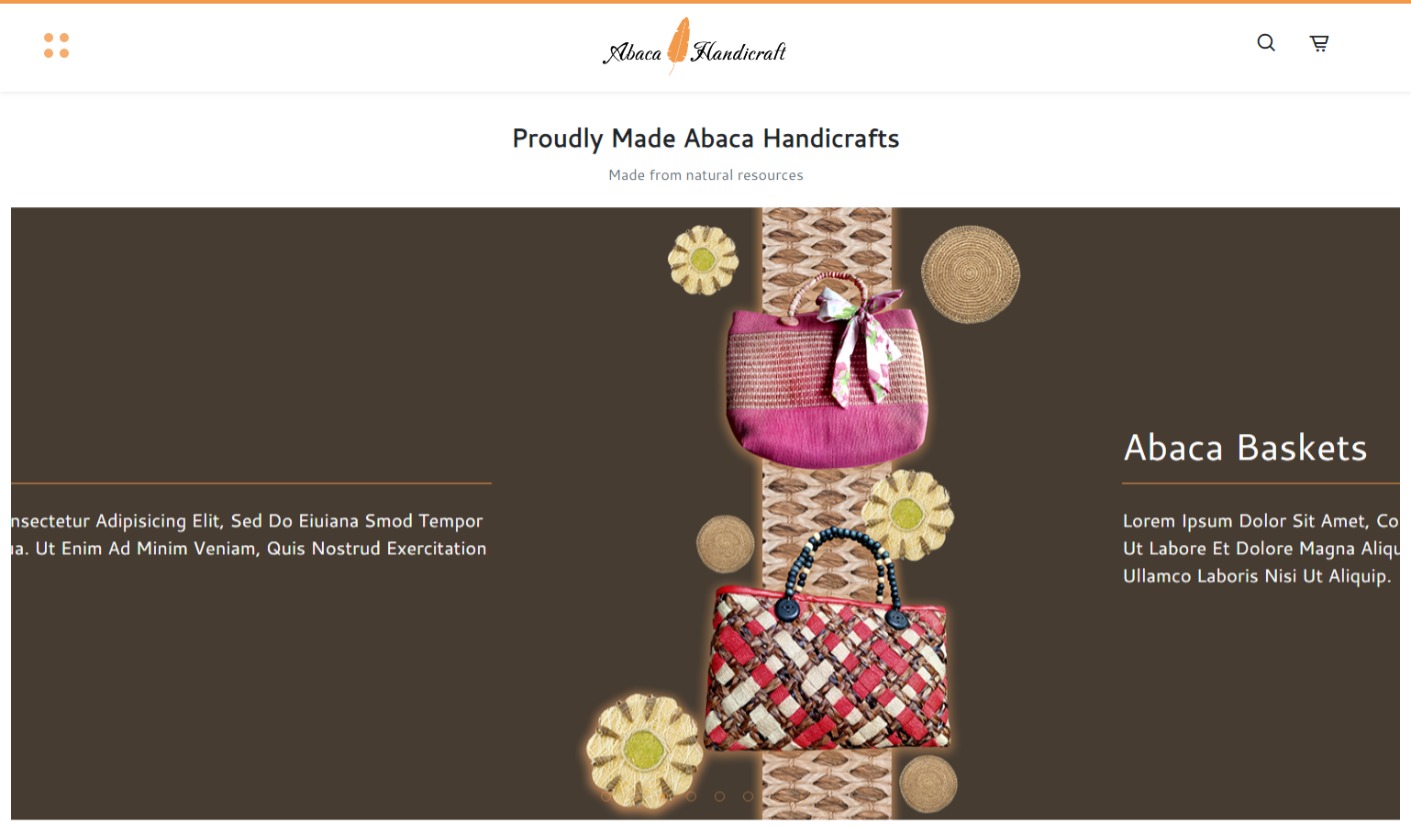 Abaca Handicraft
Proudly Made Abaca Handicrafts
Made from natural resources
nsectetur Adipisicing Elit, Sed Do Eiuiana Smod Tempor
ua. Ut Enim Ad Minim Veniam, Quis Nostrud Exercitation
Abaca Baskets
Lorem Ipsum Dolor Sit Amet, Co
Ut Labore Et Dolore Magna Aliqu
Ullamco Laboris Nisi Ut Aliquip.